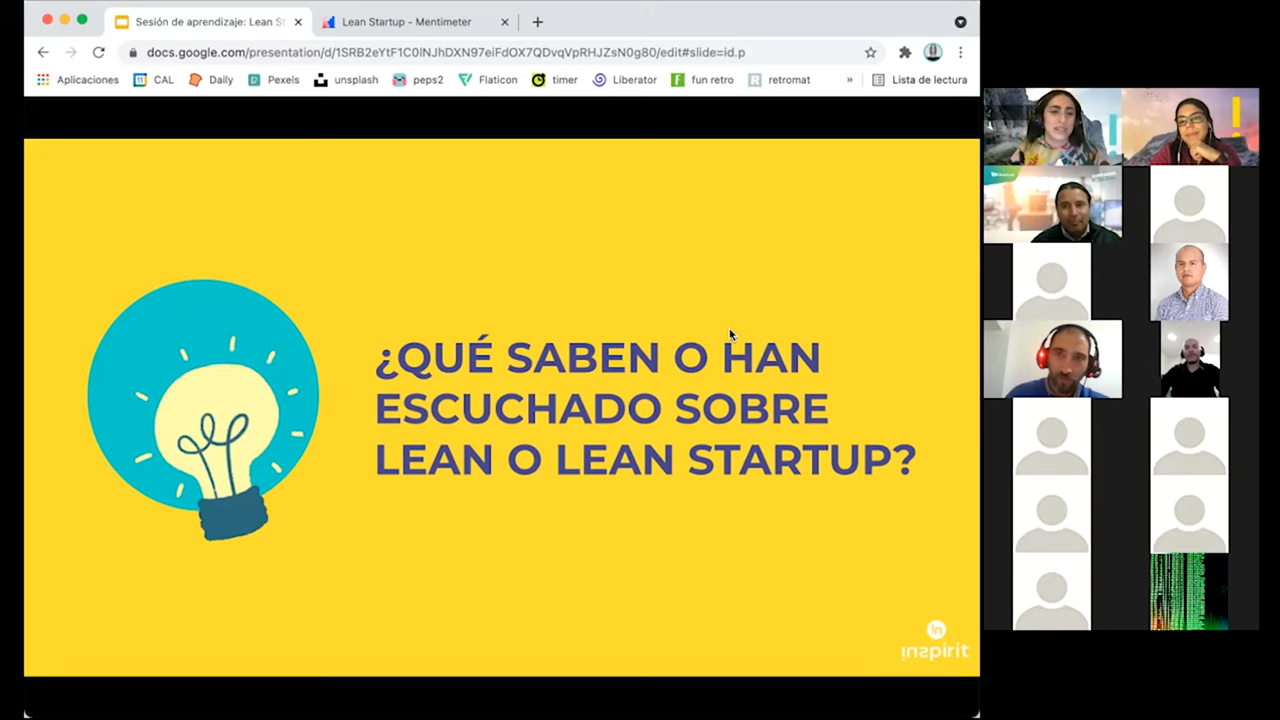 Sesión de aprendizaje: Lean St
Lean Startup - Mentimeter
docs.google.com/presentation/d/1SRB2eYtF1C0lNJhDXN97eiFdOX7QDvqVpRHJZsN0g80/edit#slide=id.p
Aplicaciones CAL Daily Pexels unsplash peps2 Flaticon timer Liberator fun retro retromat » Lista de lectura
¿QUÉ SABEN O HAN
ESCUCHADO SOBRE
LEAN O LEAN STARTUP?
in
inspirit